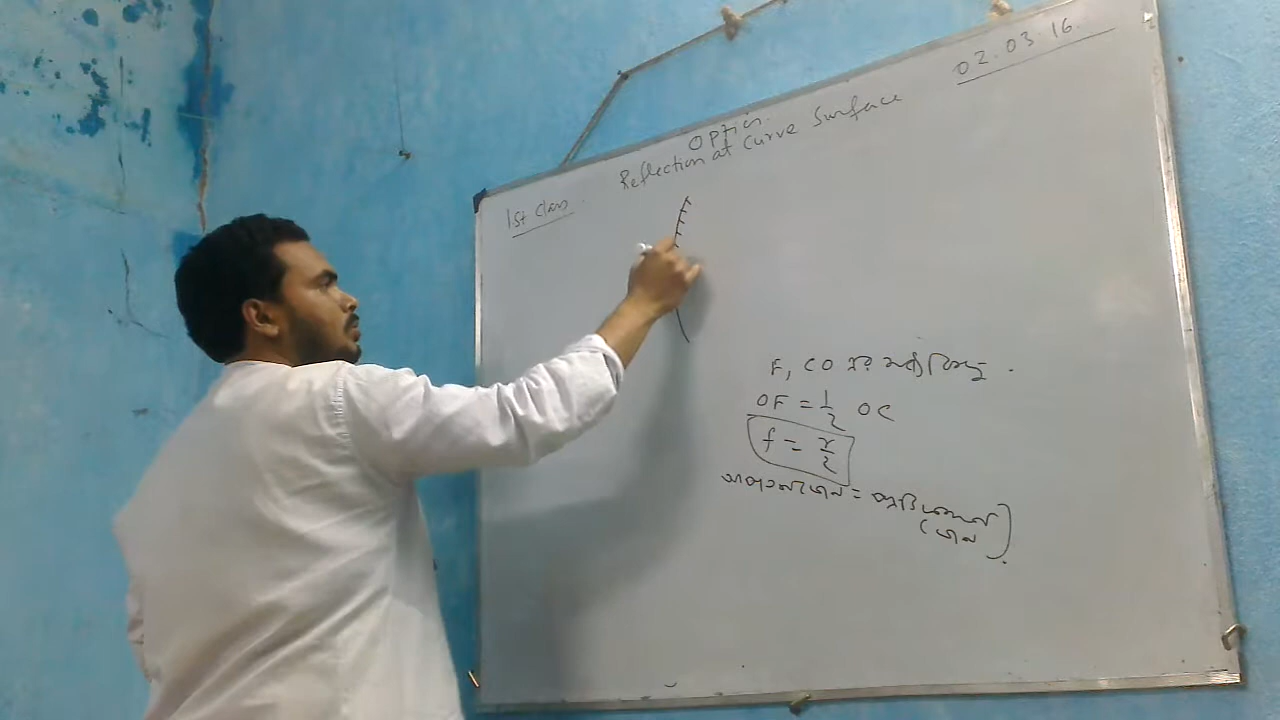 02.03.16
Optics
Reflection at Curve Surface
1st Class
F, CO এর মধ্যবিন্দু.
OF = 1/2 OC
f = r/2
আপতন কোন = প্রতিফলন
কোন